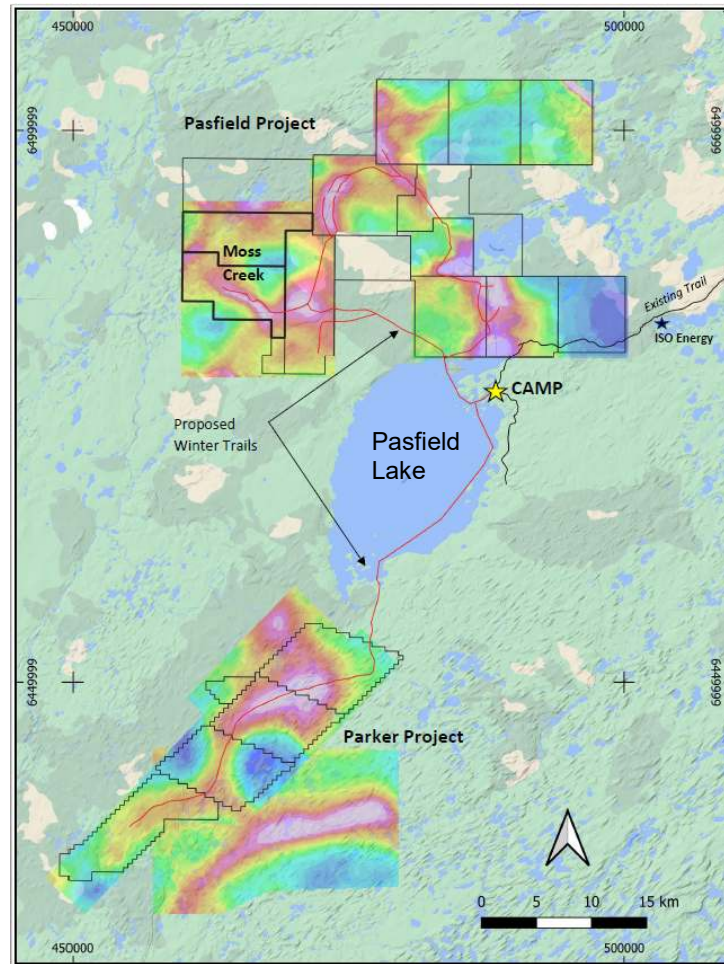 450000
500000
6499999
6499999
Pasfield Project
Moss
Creek
Existing Trail
ISO Energy
CAMP
Proposed
Winter Trails
Pasfield
Lake
6449999
6449999
Parker Project
0 5 10 15 km
450000
500000